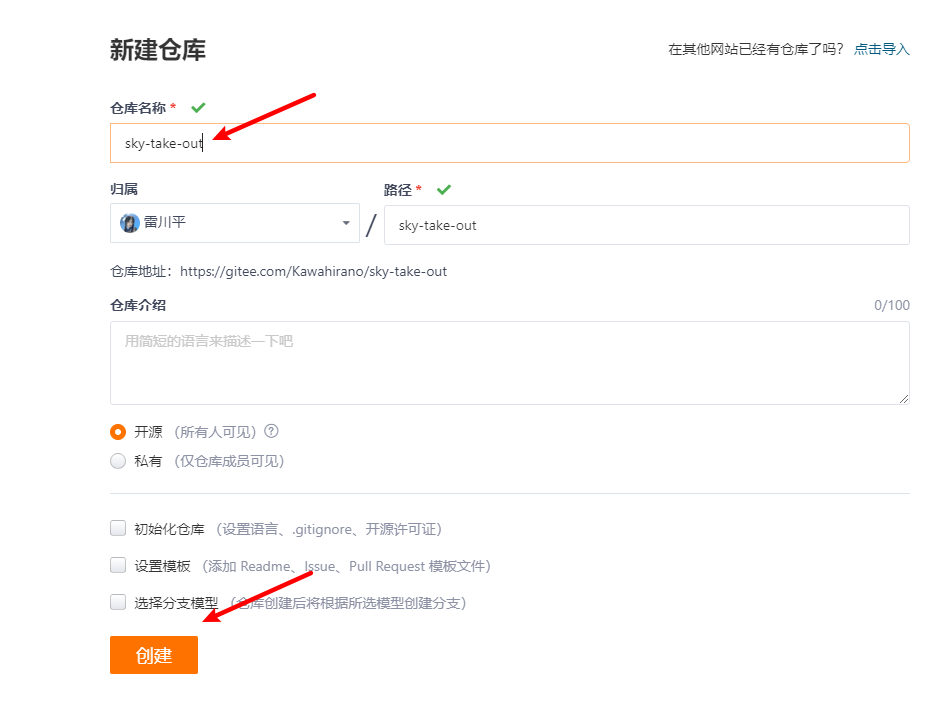 新建仓库
在其他网站已经有仓库了吗？ 点击导入
仓库名称 *
sky-take-out
归属
路径 *
雷川平
/
sky-take-out
仓库地址：https://gitee.com/Kawahirano/sky-take-out
仓库介绍
0/100
用简短的语言来描述一下吧
开源 （所有人可见）
私有 （仅仓库成员可见）
初始化仓库 （设置语言、.gitignore、开源许可证）
设置模板 （添加 Readme、Issue、Pull Request 模板文件）
选择分支模型 （仓库创建后将根据所选模型创建分支）
创建